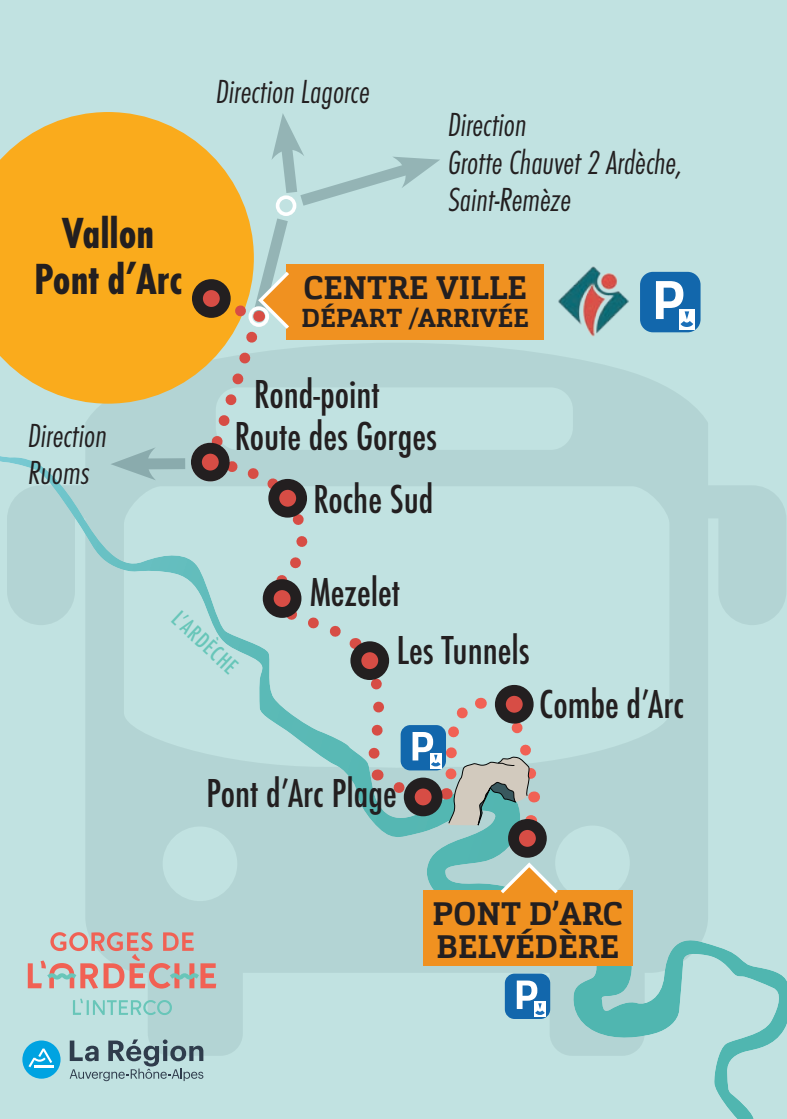 Direction Lagorce
Direction
Grotte Chauvet 2 Ardèche,
Saint-Remèze
Vallon
Pont d'Arc
CENTRE VILLE
DÉPART /ARRIVÉE
P
Rond-point
Route des Gorges
Direction
Ruoms
Roche Sud
Mezelet
L'ARDÈCHE
Les Tunnels
Combe d'Arc
P
Pont d'Arc Plage
PONT D'ARC
BELVÉDÈRE
P
GORGES DE
L'ARDÈCHE
L'INTERCO
La Région
Auvergne-Rhône-Alpes